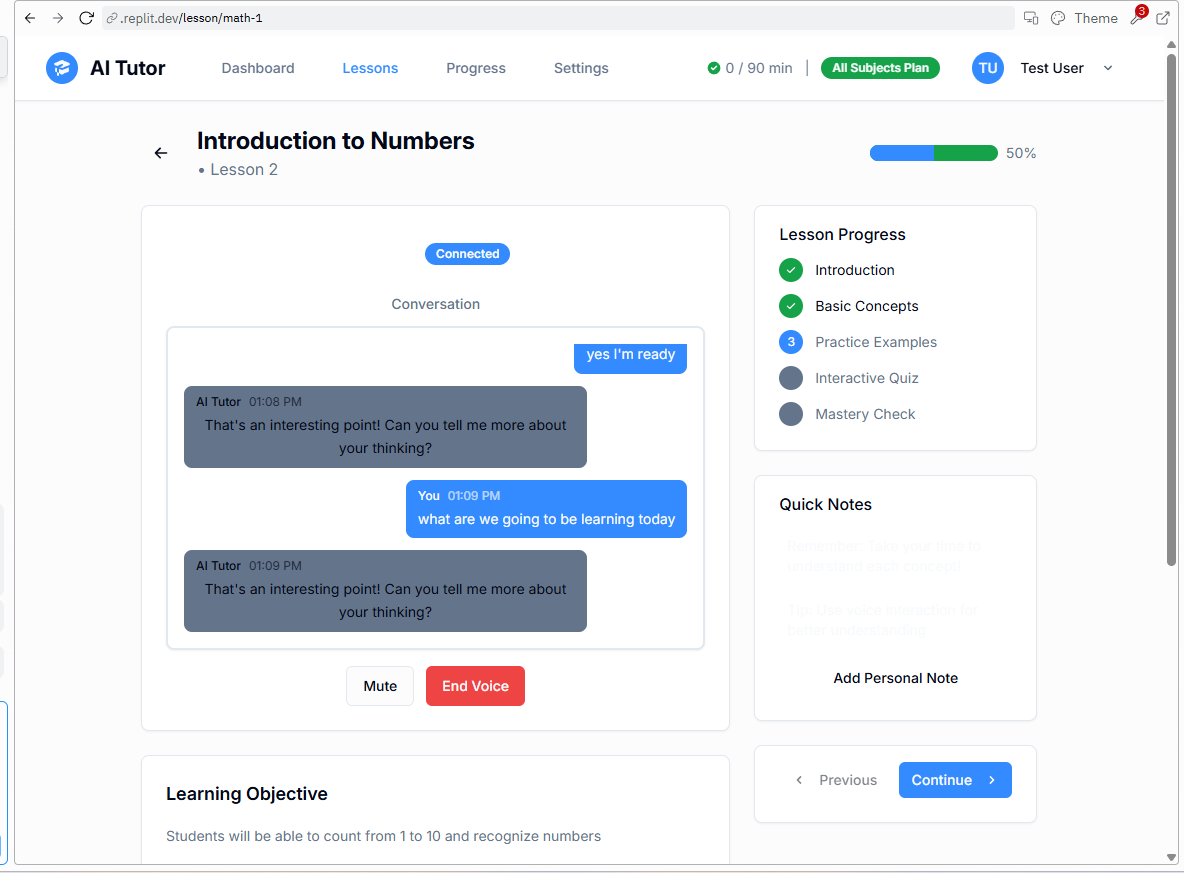 .replit.dev/lesson/math-1
Theme
3
AI Tutor
Dashboard
Lessons
Progress
Settings
0 / 90 min
|
All Subjects Plan
TU
Test User
Introduction to Numbers
• Lesson 2
50%
Connected
Conversation
yes I'm ready
AI Tutor 01:08 PM
That's an interesting point! Can you tell me more about
your thinking?
You 01:09 PM
what are we going to be learning today
AI Tutor 01:09 PM
That's an interesting point! Can you tell me more about
your thinking?
Mute
End Voice
Learning Objective
Students will be able to count from 1 to 10 and recognize numbers
Lesson Progress
Introduction
Basic Concepts
3 Practice Examples
Interactive Quiz
Mastery Check
Quick Notes
Remember: Take your time to
understand each concept
Tip: Use voice interaction for
better understanding
Add Personal Note
Previous
Continue